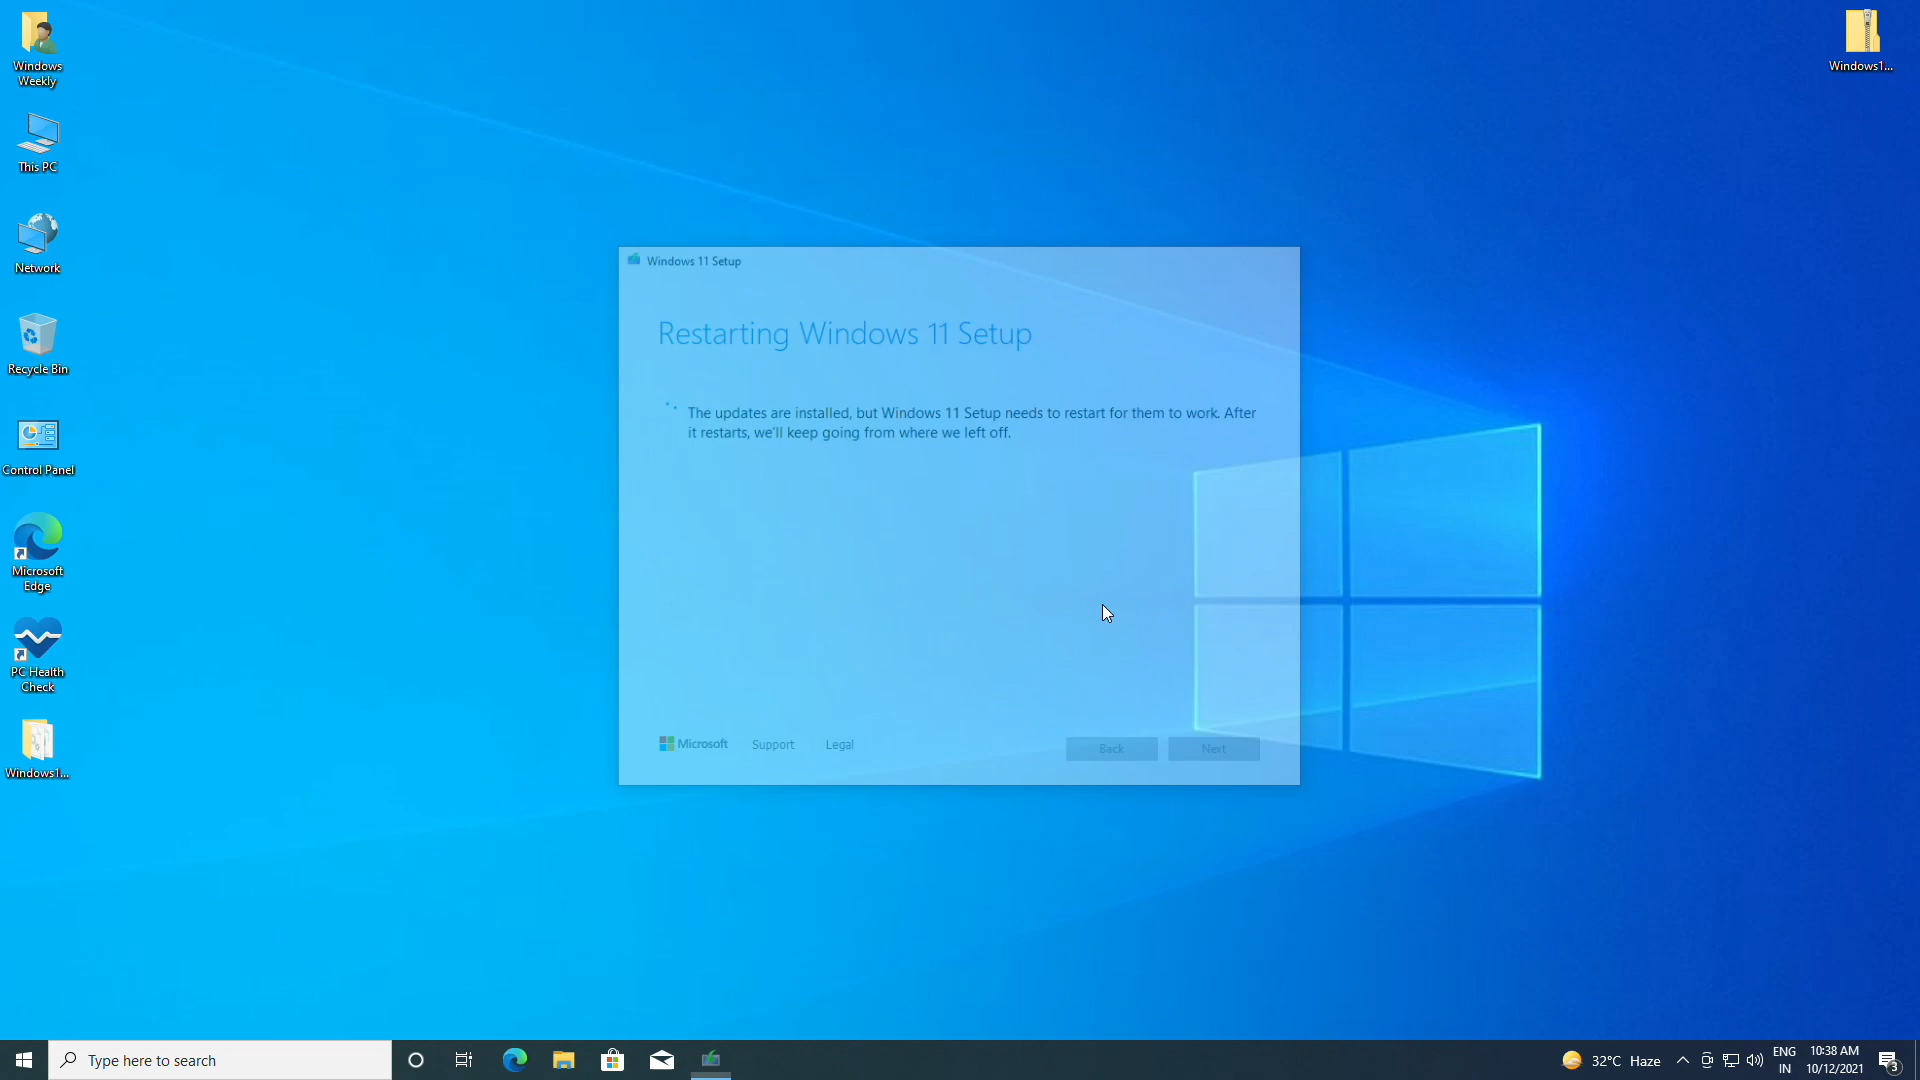 Windows
Weekly
This PC
Network
Recycle Bin
Control Panel
Microsoft
Edge
PC Health
Check
Windows1...
Windows1...
Windows 11 Setup
Restarting Windows 11 Setup
The updates are installed, but Windows 11 Setup needs to restart for them to work. After
it restarts, we'll keep going from where we left off.
Microsoft Support Legal
Back Next
Type here to search
32°C Haze
ENG
IN
10:38 AM
10/12/2021
3